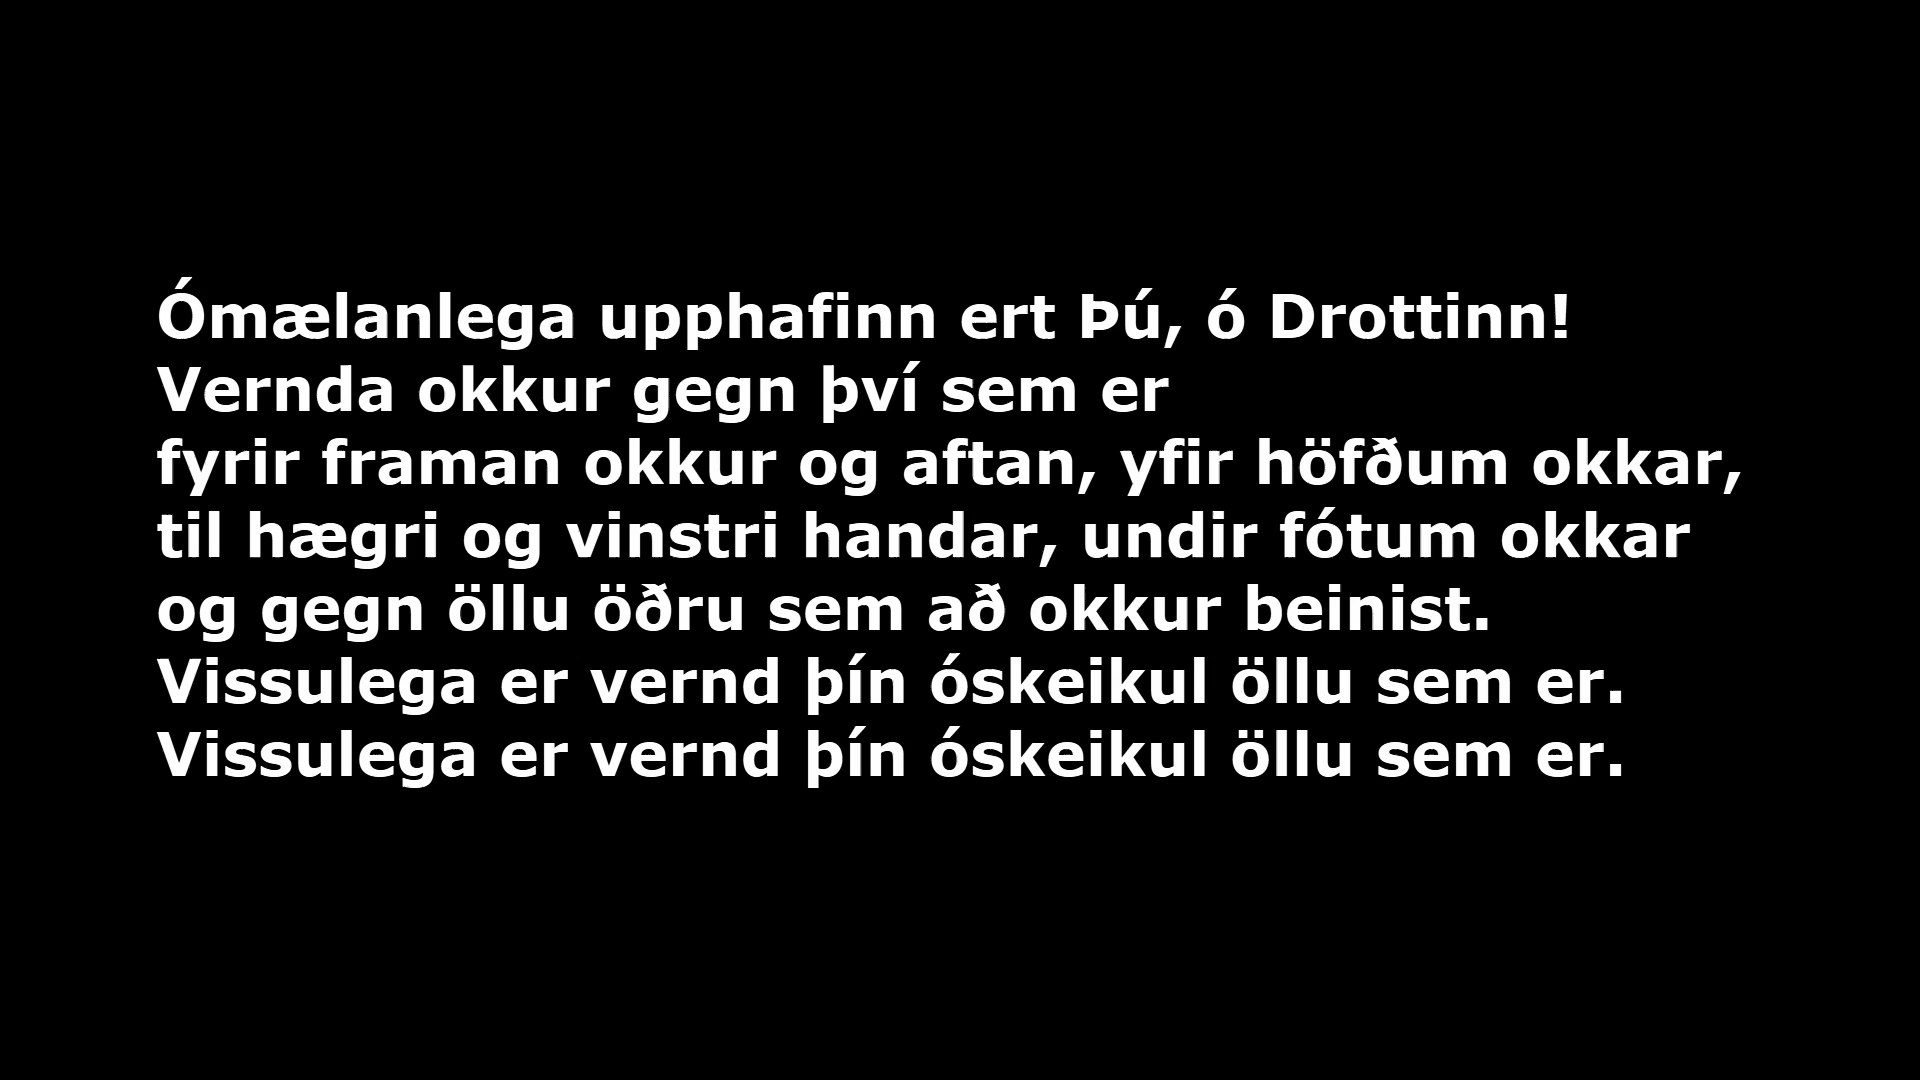 Ómælanlega upphafinn ert Þú, ó Drottinn!
Vernda okkur gegn því sem er
fyrir framan okkur og aftan, yfir höfðum okkar,
til hægri og vinstri handar, undir fótum okkar
og gegn öllu öðru sem að okkur beinist.
Vissulega er vernd þín óskeikul öllu sem er.
Vissulega er vernd þín óskeikul öllu sem er.